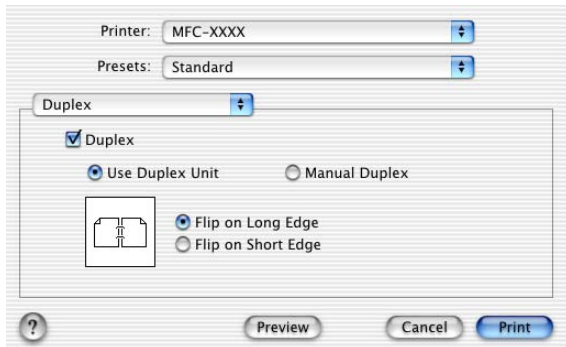 Printer: MFC-XXXX
Presets: Standard
Duplex
Duplex
Use Duplex Unit Manual Duplex
Flip on Long Edge
Flip on Short Edge
? Preview Cancel Print